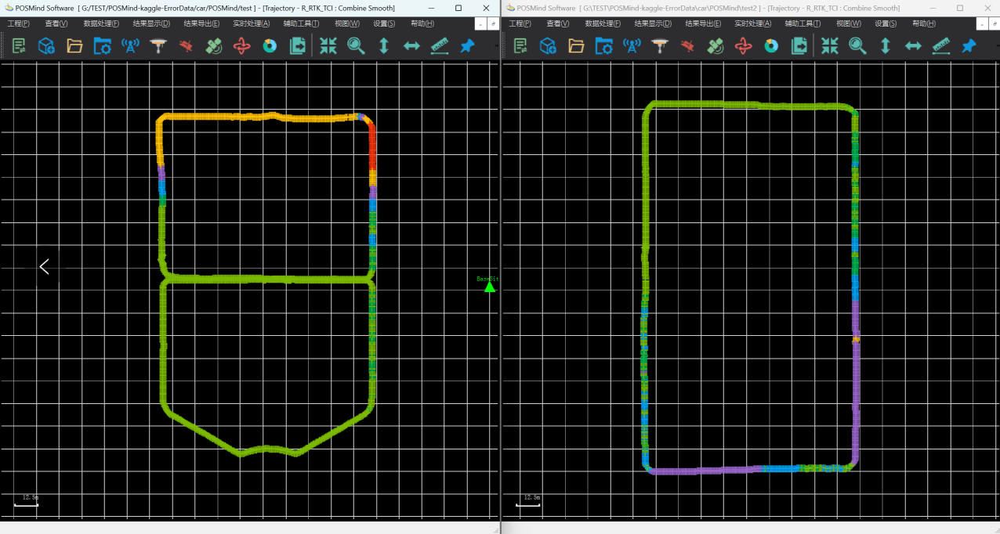 POSMind Software [ G:/TEST/POSMind-kaggle-ErrorData/car/POSMind/test ] - [Trajectory - R_RTK_TCI : Combine Smooth]
工程(P) 查看(V) 数据处理(F) 结果显示(D) 结果导出(E) 实时处理(A) 辅助工具(T) 视图(W) 设置(S) 帮助(H)
BaseSit
12.5m
POSMind Software [ G:\TEST\POSMind-kaggle-ErrorData\car\POSMind\test2 ] - [Trajectory - R_RTK_TCI : Combine Smooth]
工程(P) 查看(V) 数据处理(F) 结果显示(D) 结果导出(E) 实时处理(A) 辅助工具(T) 视图(W) 设置(S) 帮助(H)
12.5m